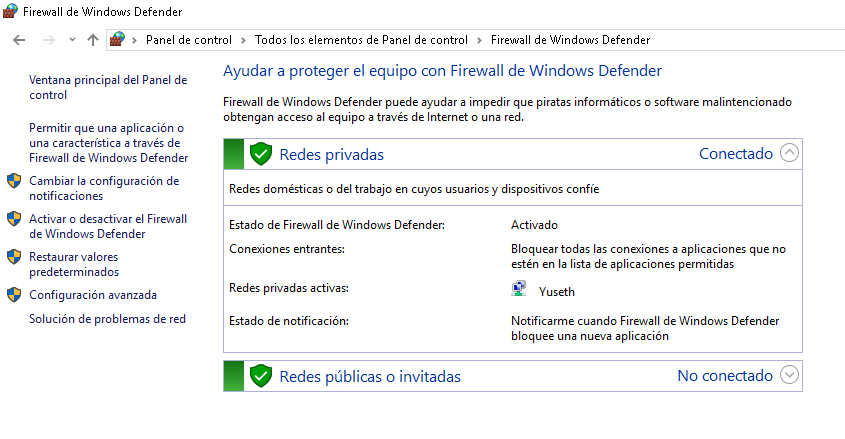 Firewall de Windows Defender
Panel de control
Todos los elementos de Panel de control
Firewall de Windows Defender
Ventana principal del Panel de
control
Permitir que una aplicación o
una característica a través de
Firewall de Windows Defender
Cambiar la configuración de
notificaciones
Activar o desactivar el Firewall
de Windows Defender
Restaurar valores
predeterminados
Configuración avanzada
Solución de problemas de red
Ayudar a proteger el equipo con Firewall de Windows Defender
Firewall de Windows Defender puede ayudar a impedir que piratas informáticos o software malintencionado
obtengan acceso al equipo a través de Internet o una red.
Redes privadas
Conectado
Redes domésticas o del trabajo en cuyos usuarios y dispositivos confíe
Estado de Firewall de Windows Defender:
Activado
Conexiones entrantes:
Bloquear todas las conexiones a aplicaciones que no
estén en la lista de aplicaciones permitidas
Redes privadas activas:
Yuseth
Estado de notificación:
Notificarme cuando Firewall de Windows Defender
bloquee una nueva aplicación
Redes públicas o invitadas
No conectado